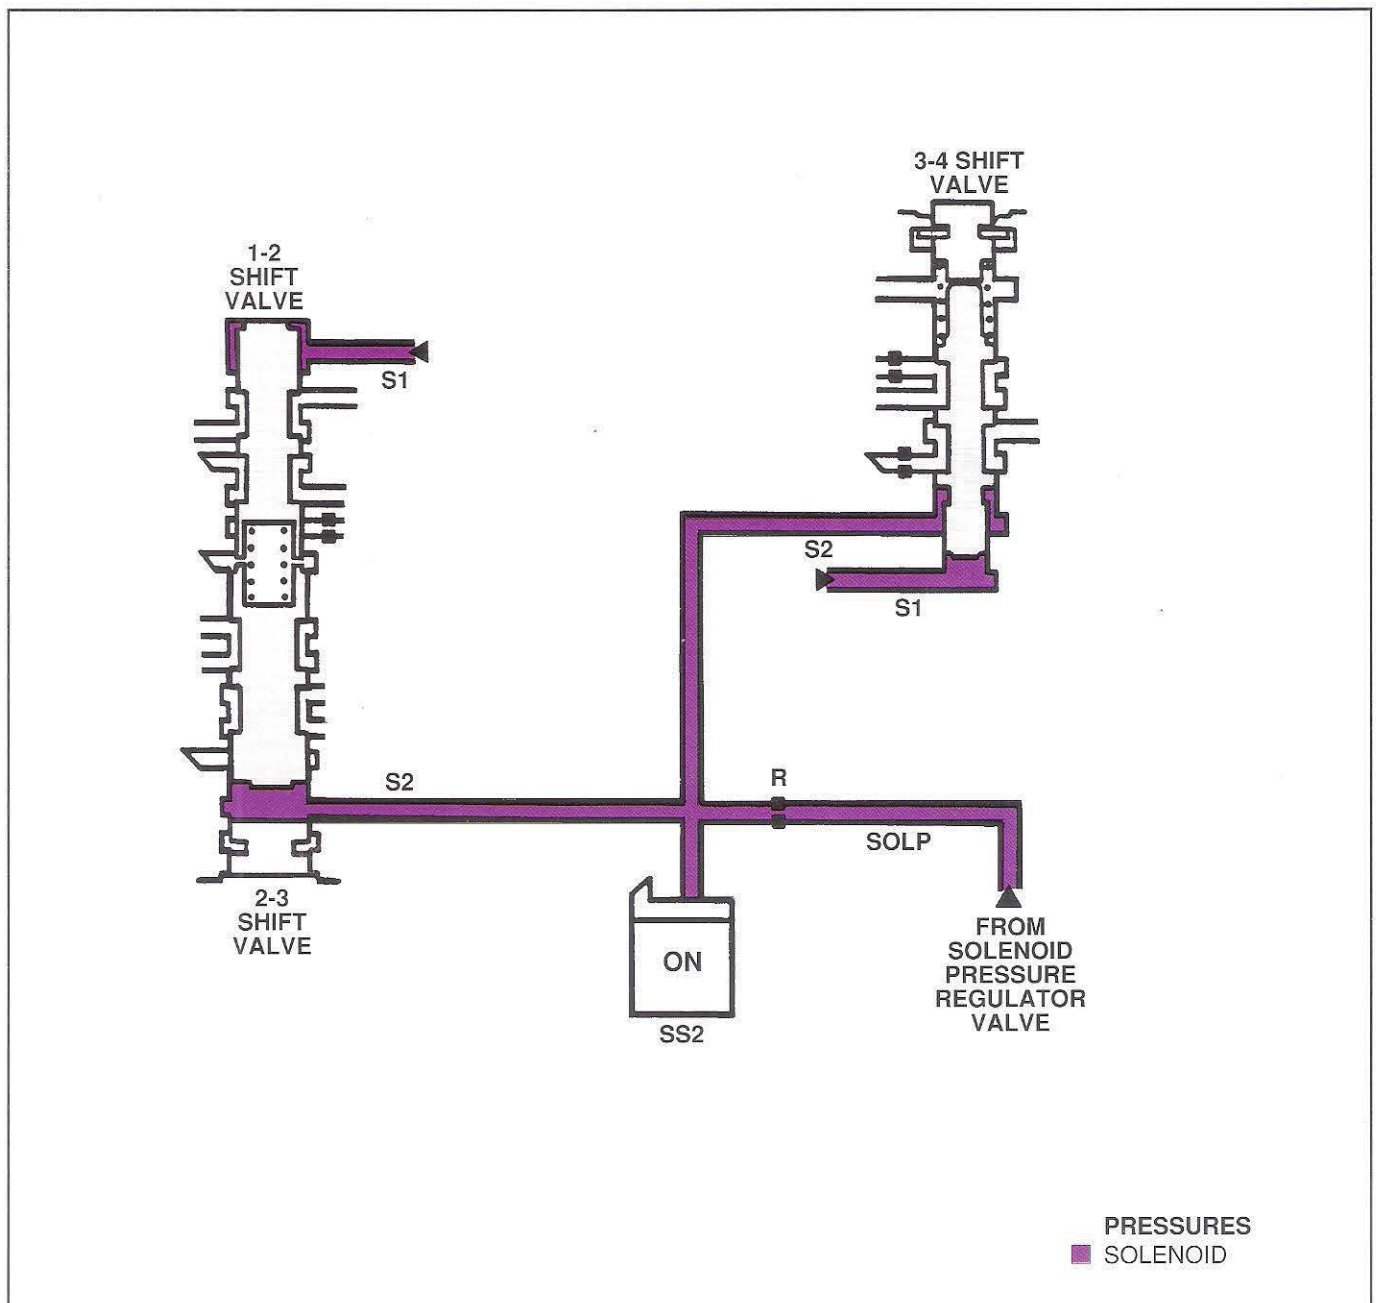 3-4 SHIFT
VALVE
1-2
SHIFT
VALVE
S1
S2
S1
S2
R
SOLP
2-3
SHIFT
VALVE
ON
SS2
FROM
SOLENOID
PRESSURE
REGULATOR
VALVE
PRESSURES
SOLENOID